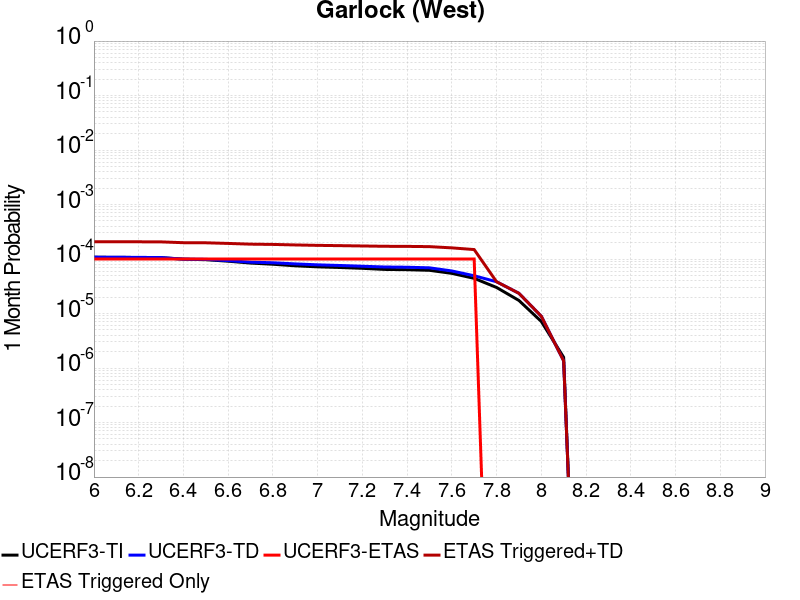 Garlock (West)
1 Month Probability
10^0
10^-1
10^-2
10^-3
10^-4
10^-5
10^-6
10^-7
10^-8
6 6.2 6.4 6.6 6.8 7 7.2 7.4 7.6 7.8 8 8.2 8.4 8.6 8.8 9
Magnitude
UCERF3-TI UCERF3-TD UCERF3-ETAS ETAS Triggered+TD
ETAS Triggered Only